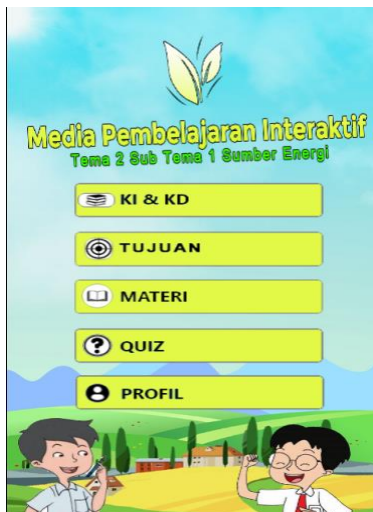 Media Pembelajaran Interaktif
Tema 2 Sub Tema 1 Sumber Energi
KI & KD
TUJUAN
MATERI
QUIZ
PROFIL